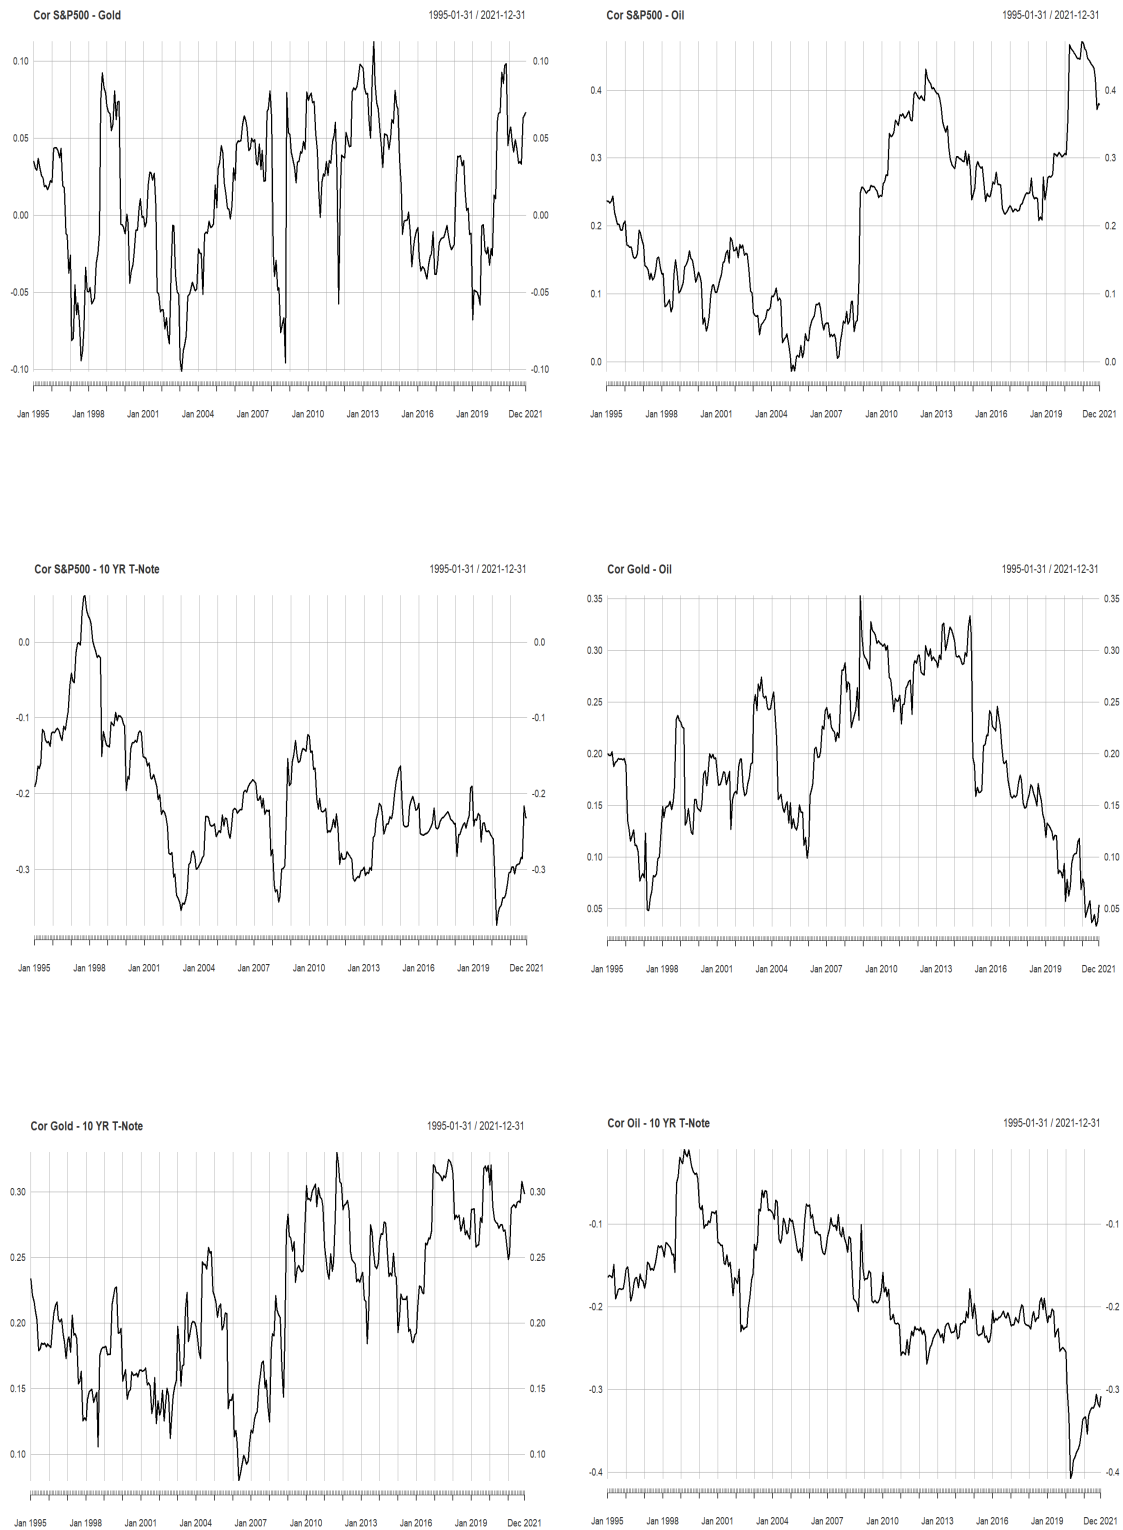 Cor S&P500 - Gold 1995-01-31 / 2021-12-31
0.10 0.10
0.05 0.05
0.00 0.00
-0.05 -0.05
-0.10 -0.10
Jan 1995 Jan 1998 Jan 2001 Jan 2004 Jan 2007 Jan 2010 Jan 2013 Jan 2016 Jan 2019 Dec 2021
Cor S&P500 - Oil 1995-01-31 / 2021-12-31
0.4 0.4
0.3 0.3
0.2 0.2
0.1 0.1
0.0 0.0
Jan 1995 Jan 1998 Jan 2001 Jan 2004 Jan 2007 Jan 2010 Jan 2013 Jan 2016 Jan 2019 Dec 2021
Cor S&P500 - 10 YR T-Note 1995-01-31 / 2021-12-31
0.0 0.0
-0.1 -0.1
-0.2 -0.2
-0.3 -0.3
Jan 1995 Jan 1998 Jan 2001 Jan 2004 Jan 2007 Jan 2010 Jan 2013 Jan 2016 Jan 2019 Dec 2021
Cor Gold - Oil 1995-01-31 / 2021-12-31
0.35 0.35
0.30 0.30
0.25 0.25
0.20 0.20
0.15 0.15
0.10 0.10
0.05 0.05
Jan 1995 Jan 1998 Jan 2001 Jan 2004 Jan 2007 Jan 2010 Jan 2013 Jan 2016 Jan 2019 Dec 2021
Cor Gold - 10 YR T-Note 1995-01-31 / 2021-12-31
0.30 0.30
0.25 0.25
0.20 0.20
0.15 0.15
0.10 0.10
Jan 1995 Jan 1998 Jan 2001 Jan 2004 Jan 2007 Jan 2010 Jan 2013 Jan 2016 Jan 2019 Dec 2021
Cor Oil - 10 YR T-Note 1995-01-31 / 2021-12-31
-0.1 -0.1
-0.2 -0.2
-0.3 -0.3
-0.4 -0.4
Jan 1995 Jan 1998 Jan 2001 Jan 2004 Jan 2007 Jan 2010 Jan 2013 Jan 2016 Jan 2019 Dec 2021